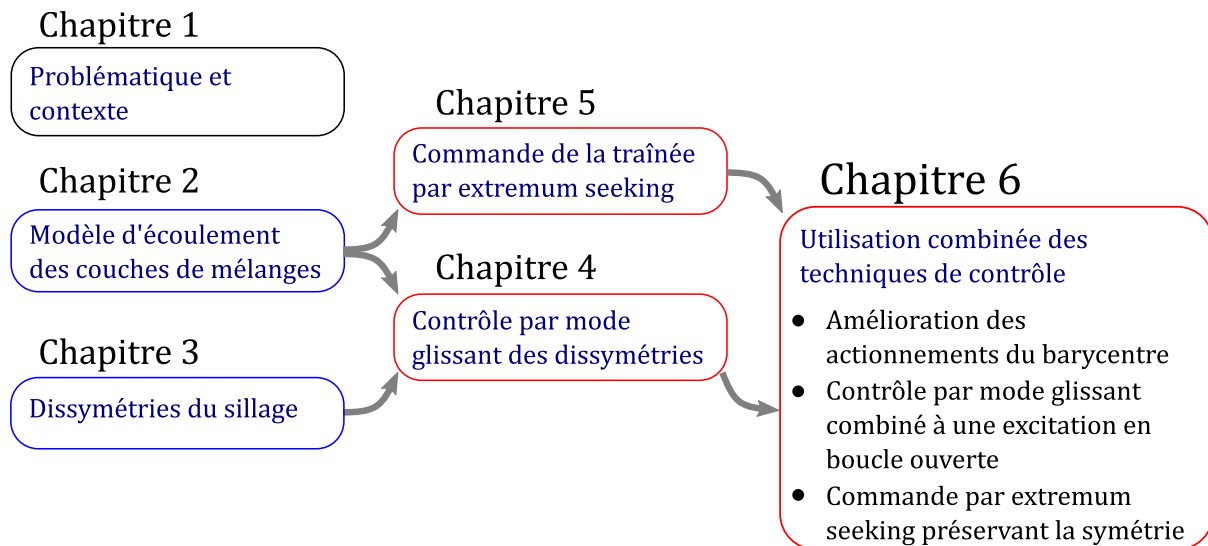 Chapitre 1
Problématique et
contexte
Chapitre 2
Modèle d'écoulement
des couches de mélanges
Chapitre 3
Dissymétries du sillage
Chapitre 5
Commande de la traînée
par extremum seeking
Chapitre 4
Contrôle par mode
glissant des dissymétries
Chapitre 6
Utilisation combinée des
techniques de contrôle
● Amélioration des
actionnements du barycentre
● Contrôle par mode glissant
combiné à une excitation en
boucle ouverte
● Commande par extremum
seeking préservant la symétrie